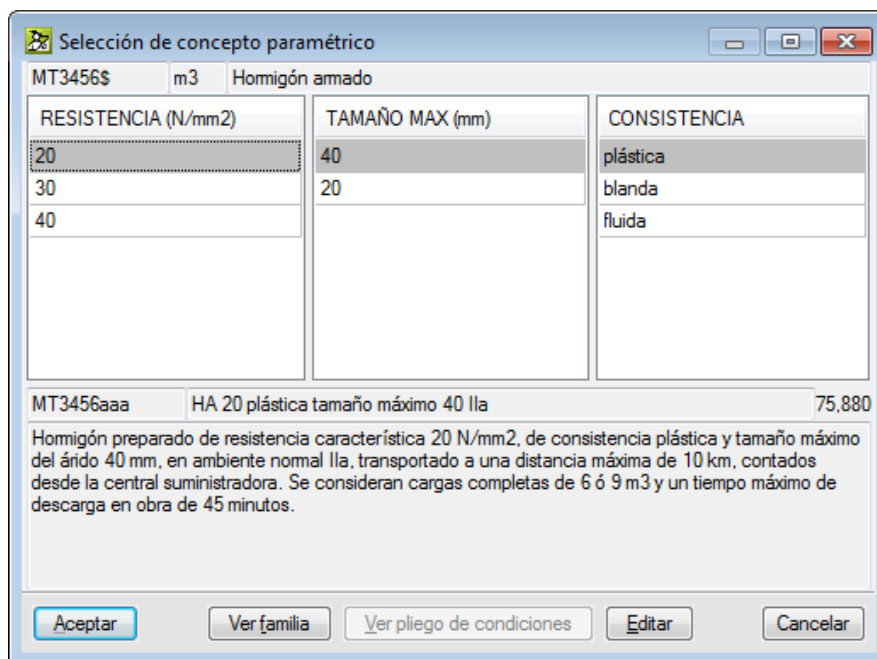 Selección de concepto paramétrico
MT3456$ m3 Hormigón armado
RESISTENCIA (N/mm2) TAMAÑO MAX (mm) CONSISTENCIA
20 40 plástica
30 20 blanda
40 fluida
MT3456aaa HA 20 plástica tamaño máximo 40 IIa 75,880
Hormigón preparado de resistencia característica 20 N/mm2, de consistencia plástica y tamaño máximo
del árido 40 mm, en ambiente normal IIa, transportado a una distancia máxima de 10 km, contados
desde la central suministradora. Se consideran cargas completas de 6 ó 9 m3 y un tiempo máximo de
descarga en obra de 45 minutos.
Aceptar Ver familia Ver pliego de condiciones Editar Cancelar